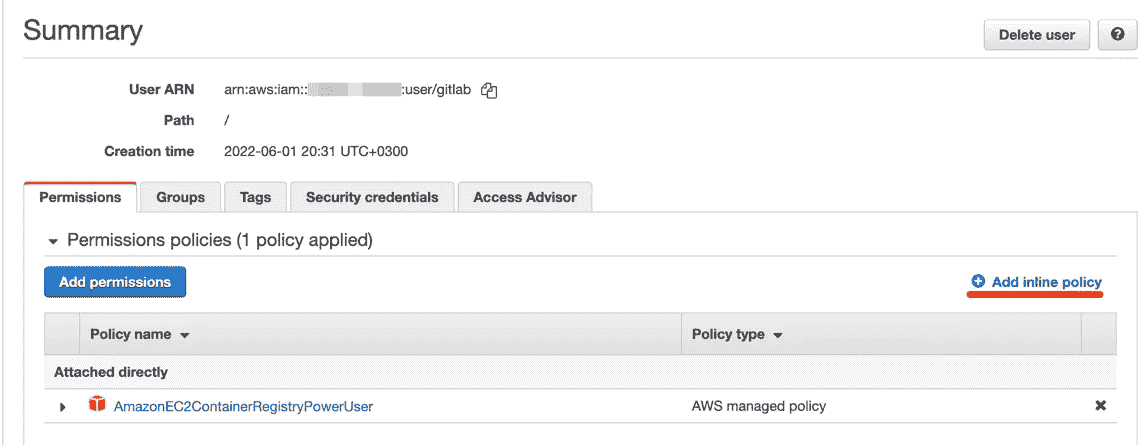 Summary
Delete user
?
User ARN arn:aws:iam:: :user/gitlab
Path /
Creation time 2022-06-01 20:31 UTC+0300
Permissions Groups Tags Security credentials Access Advisor
Permissions policies (1 policy applied)
Add permissions
Add inline policy
Policy name Policy type
Attached directly
AmazonEC2ContainerRegistryPowerUser AWS managed policy